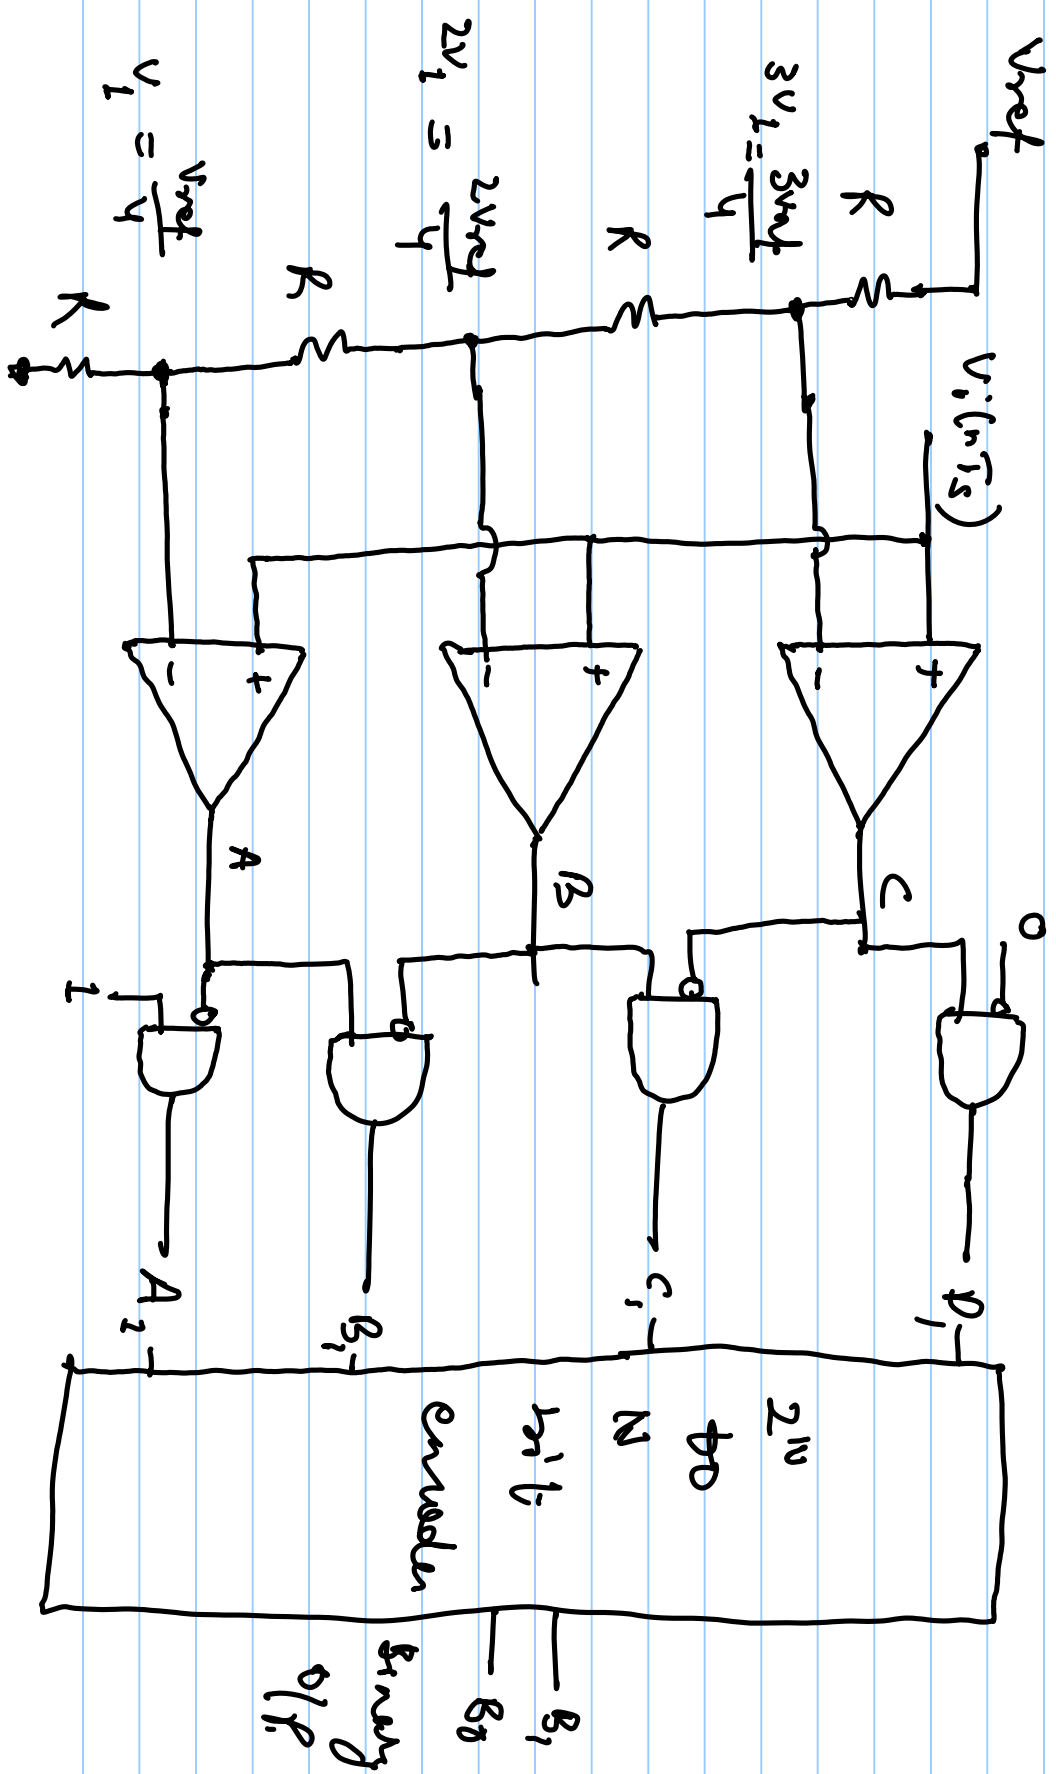 Vref
Vi(nTs)
R
3V1 = 3Vref/4
R
2V1 = 2Vref/4
R
V1 = Vref/4
R
+
-
+
-
+
-
C
B
A
0
1
D1
C1
B1
A1
2^N
to
N
bit
encoder
B1
B0
Binary
O/P